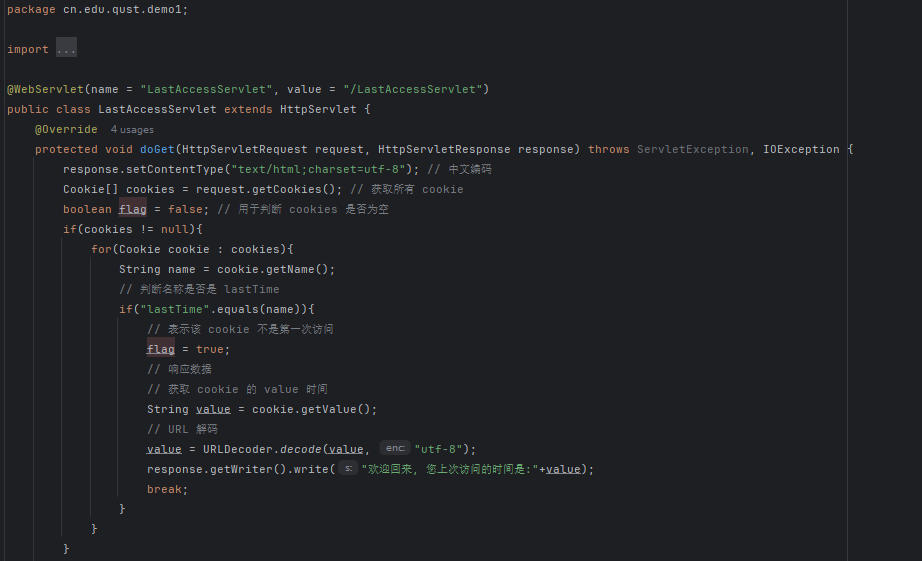 package cn.edu.qust.demo1;
import ...
@WebServlet(name = "LastAccessServlet", value = "/LastAccessServlet")
public class LastAccessServlet extends HttpServlet {
@Override 4 usages
protected void doGet(HttpServletRequest request, HttpServletResponse response) throws ServletException, IOException {
response.setContentType("text/html;charset=utf-8"); // 中文编码
Cookie[] cookies = request.getCookies(); // 获取所有 cookie
boolean flag = false; // 用于判断 cookies 是否为空
if(cookies != null){
for(Cookie cookie : cookies){
String name = cookie.getName();
// 判断名称是否是 lastTime
if("lastTime".equals(name)){
// 表示该 cookie 不是第一次访问
flag = true;
// 响应数据
// 获取 cookie 的 value 时间
String value = cookie.getValue();
// URL 解码
value = URLDecoder.decode(value, enc: "utf-8");
response.getWriter().write( s: "欢迎回来, 您上次访问的时间是:"+value);
break;
}
}
}